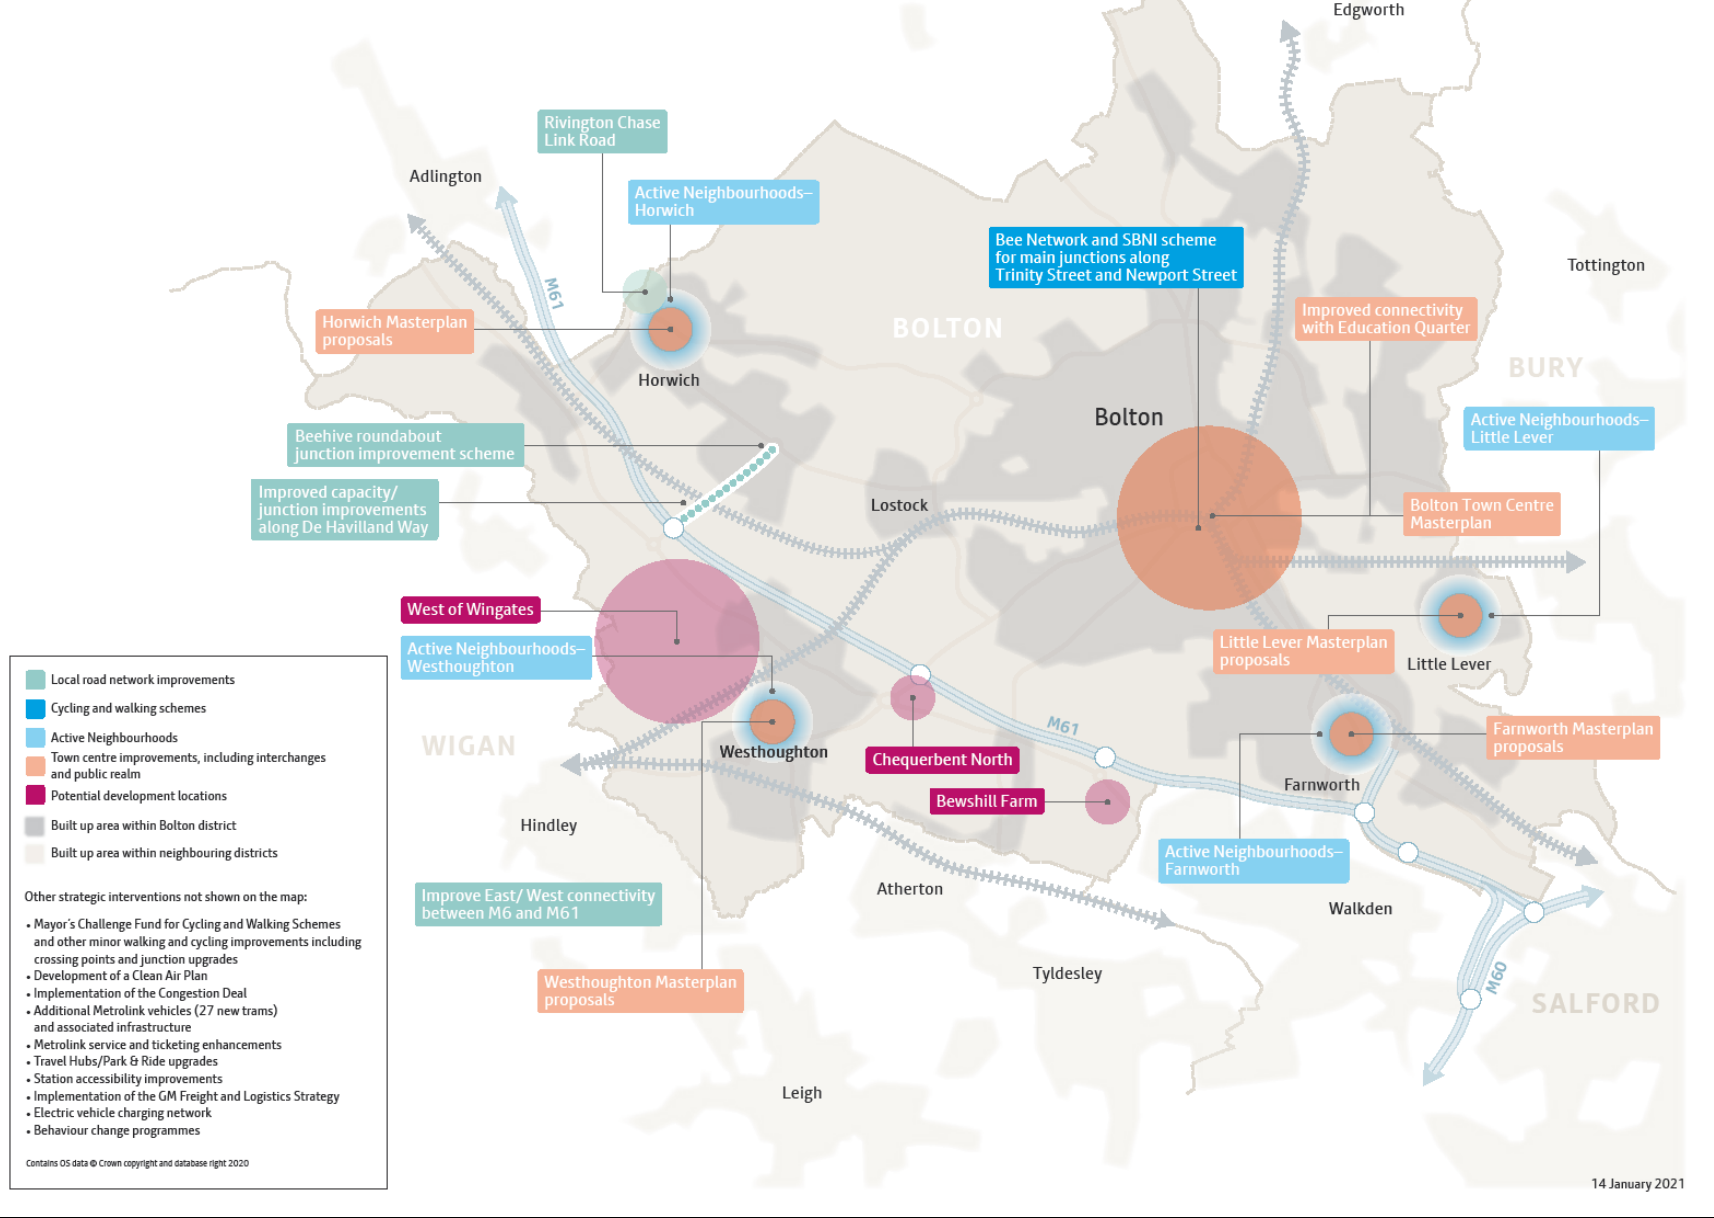 Edgworth
Rivington Chase
Link Road
Adlington
Active Neighbourhoods–
Horwich
Bee Network and SBNI scheme
for main junctions along
Trinity Street and Newport Street
Tottington
M61
Horwich Masterplan
proposals
BOLTON
Improved connectivity
with Education Quarter
BURY
Horwich
Bolton
Active Neighbourhoods–
Little Lever
Beehive roundabout
junction improvement scheme
Improved capacity/
junction improvements
along De Havilland Way
Lostock
Bolton Town Centre
Masterplan
West of Wingates
Active Neighbourhoods–
Westhoughton
Little Lever Masterplan
proposals
Little Lever
WIGAN
Westhoughton
M61
Chequerbent North
Farnworth Masterplan
proposals
Farnworth
Bewshill Farm
Hindley
Active Neighbourhoods–
Farnworth
Improve East/ West connectivity
between M6 and M61
Atherton
Walkden
Westhoughton Masterplan
proposals
Tyldesley
M60
SALFORD
Leigh
Local road network improvements
Cycling and walking schemes
Active Neighbourhoods
Town centre improvements, including interchanges
and public realm
Potential development locations
Built up area within Bolton district
Built up area within neighbouring districts
Other strategic interventions not shown on the map:
• Mayor's Challenge Fund for Cycling and Walking Schemes
and other minor walking and cycling improvements including
crossing points and junction upgrades
• Development of a Clean Air Plan
• Implementation of the Congestion Deal
• Additional Metrolink vehicles (27 new trams)
and associated infrastructure
• Metrolink service and ticketing enhancements
• Travel Hubs/Park & Ride upgrades
• Station accessibility improvements
• Implementation of the GM Freight and Logistics Strategy
• Electric vehicle charging network
• Behaviour change programmes
Contains OS data © Crown copyright and database right 2020
14 January 2021